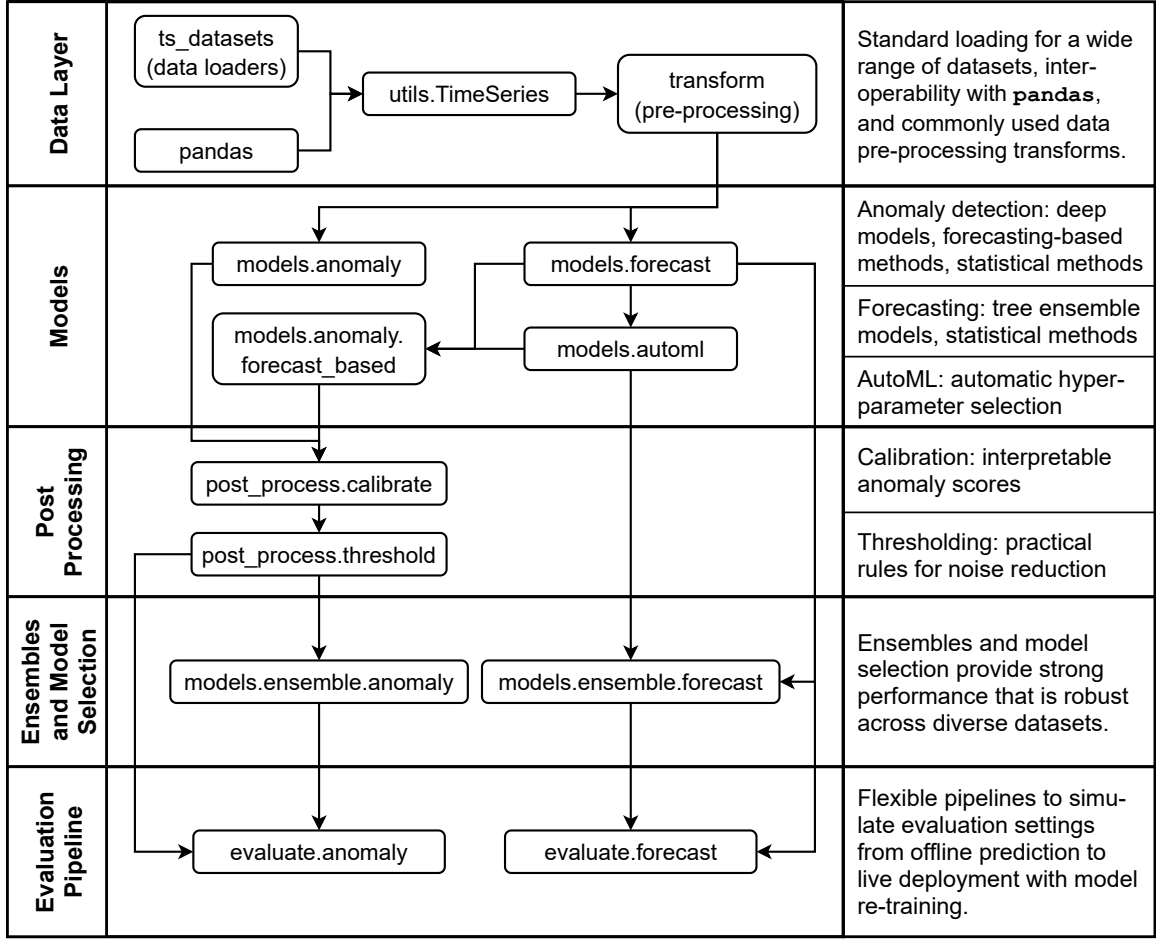 Data Layer
ts_datasets
(data loaders)
pandas
utils.TimeSeries
transform
(pre-processing)
Standard loading for a wide
range of datasets, inter-
operability with pandas,
and commonly used data
pre-processing transforms.
Models
models.anomaly
models.forecast
models.anomaly.
forecast_based
models.automl
Anomaly detection: deep
models, forecasting-based
methods, statistical methods
Forecasting: tree ensemble
models, statistical methods
AutoML: automatic hyper-
parameter selection
Post
Processing
post_process.calibrate
post_process.threshold
Calibration: interpretable
anomaly scores
Thresholding: practical
rules for noise reduction
Ensembles
and Model
Selection
models.ensemble.anomaly
models.ensemble.forecast
Ensembles and model
selection provide strong
performance that is robust
across diverse datasets.
Evaluation
Pipeline
evaluate.anomaly
evaluate.forecast
Flexible pipelines to simu-
late evaluation settings
from offline prediction to
live deployment with model
re-training.